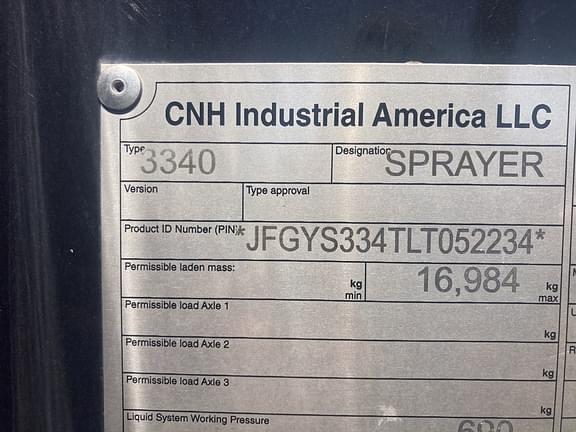 CNH Industrial America LLC
Type 3340 Designation SPRAYER
Version Type approval
Product ID Number (PIN) *JFGYS334TLT052234*
Permissible laden mass: kg min 16,984 kg max
Permissible load Axle 1 kg
Permissible load Axle 2 kg
Permissible load Axle 3 kg
Liquid System Working Pressure